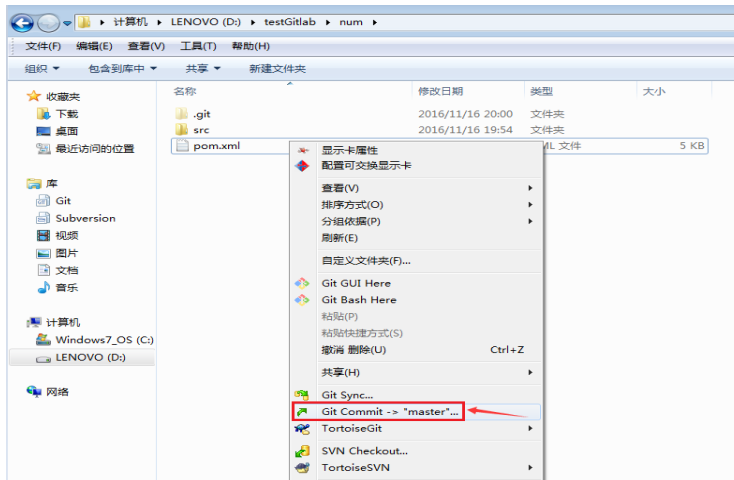 计算机 ▸ LENOVO (D:) ▸ testGitlab ▸ num ▸
文件(F) 编辑(E) 查看(V) 工具(T) 帮助(H)
组织 包含到库中 共享 新建文件夹
名称 修改日期 类型 大小
收藏夹
下载
桌面
最近访问的位置
库
Git
Subversion
视频
图片
文档
音乐
计算机
Windows7_OS (C:)
LENOVO (D:)
网络
.git 2016/11/16 20:00 文件夹
src 2016/11/16 19:54 文件夹
pom.xml ML 文件 5 KB
显示卡属性
配置可交换显示卡
查看(V)
排序方式(O)
分组依据(P)
刷新(E)
自定义文件夹(F)...
Git GUI Here
Git Bash Here
粘贴(P)
粘贴快捷方式(S)
撤消 删除(U) Ctrl+Z
共享(H)
Git Sync...
Git Commit -> "master"...
TortoiseGit
SVN Checkout...
TortoiseSVN